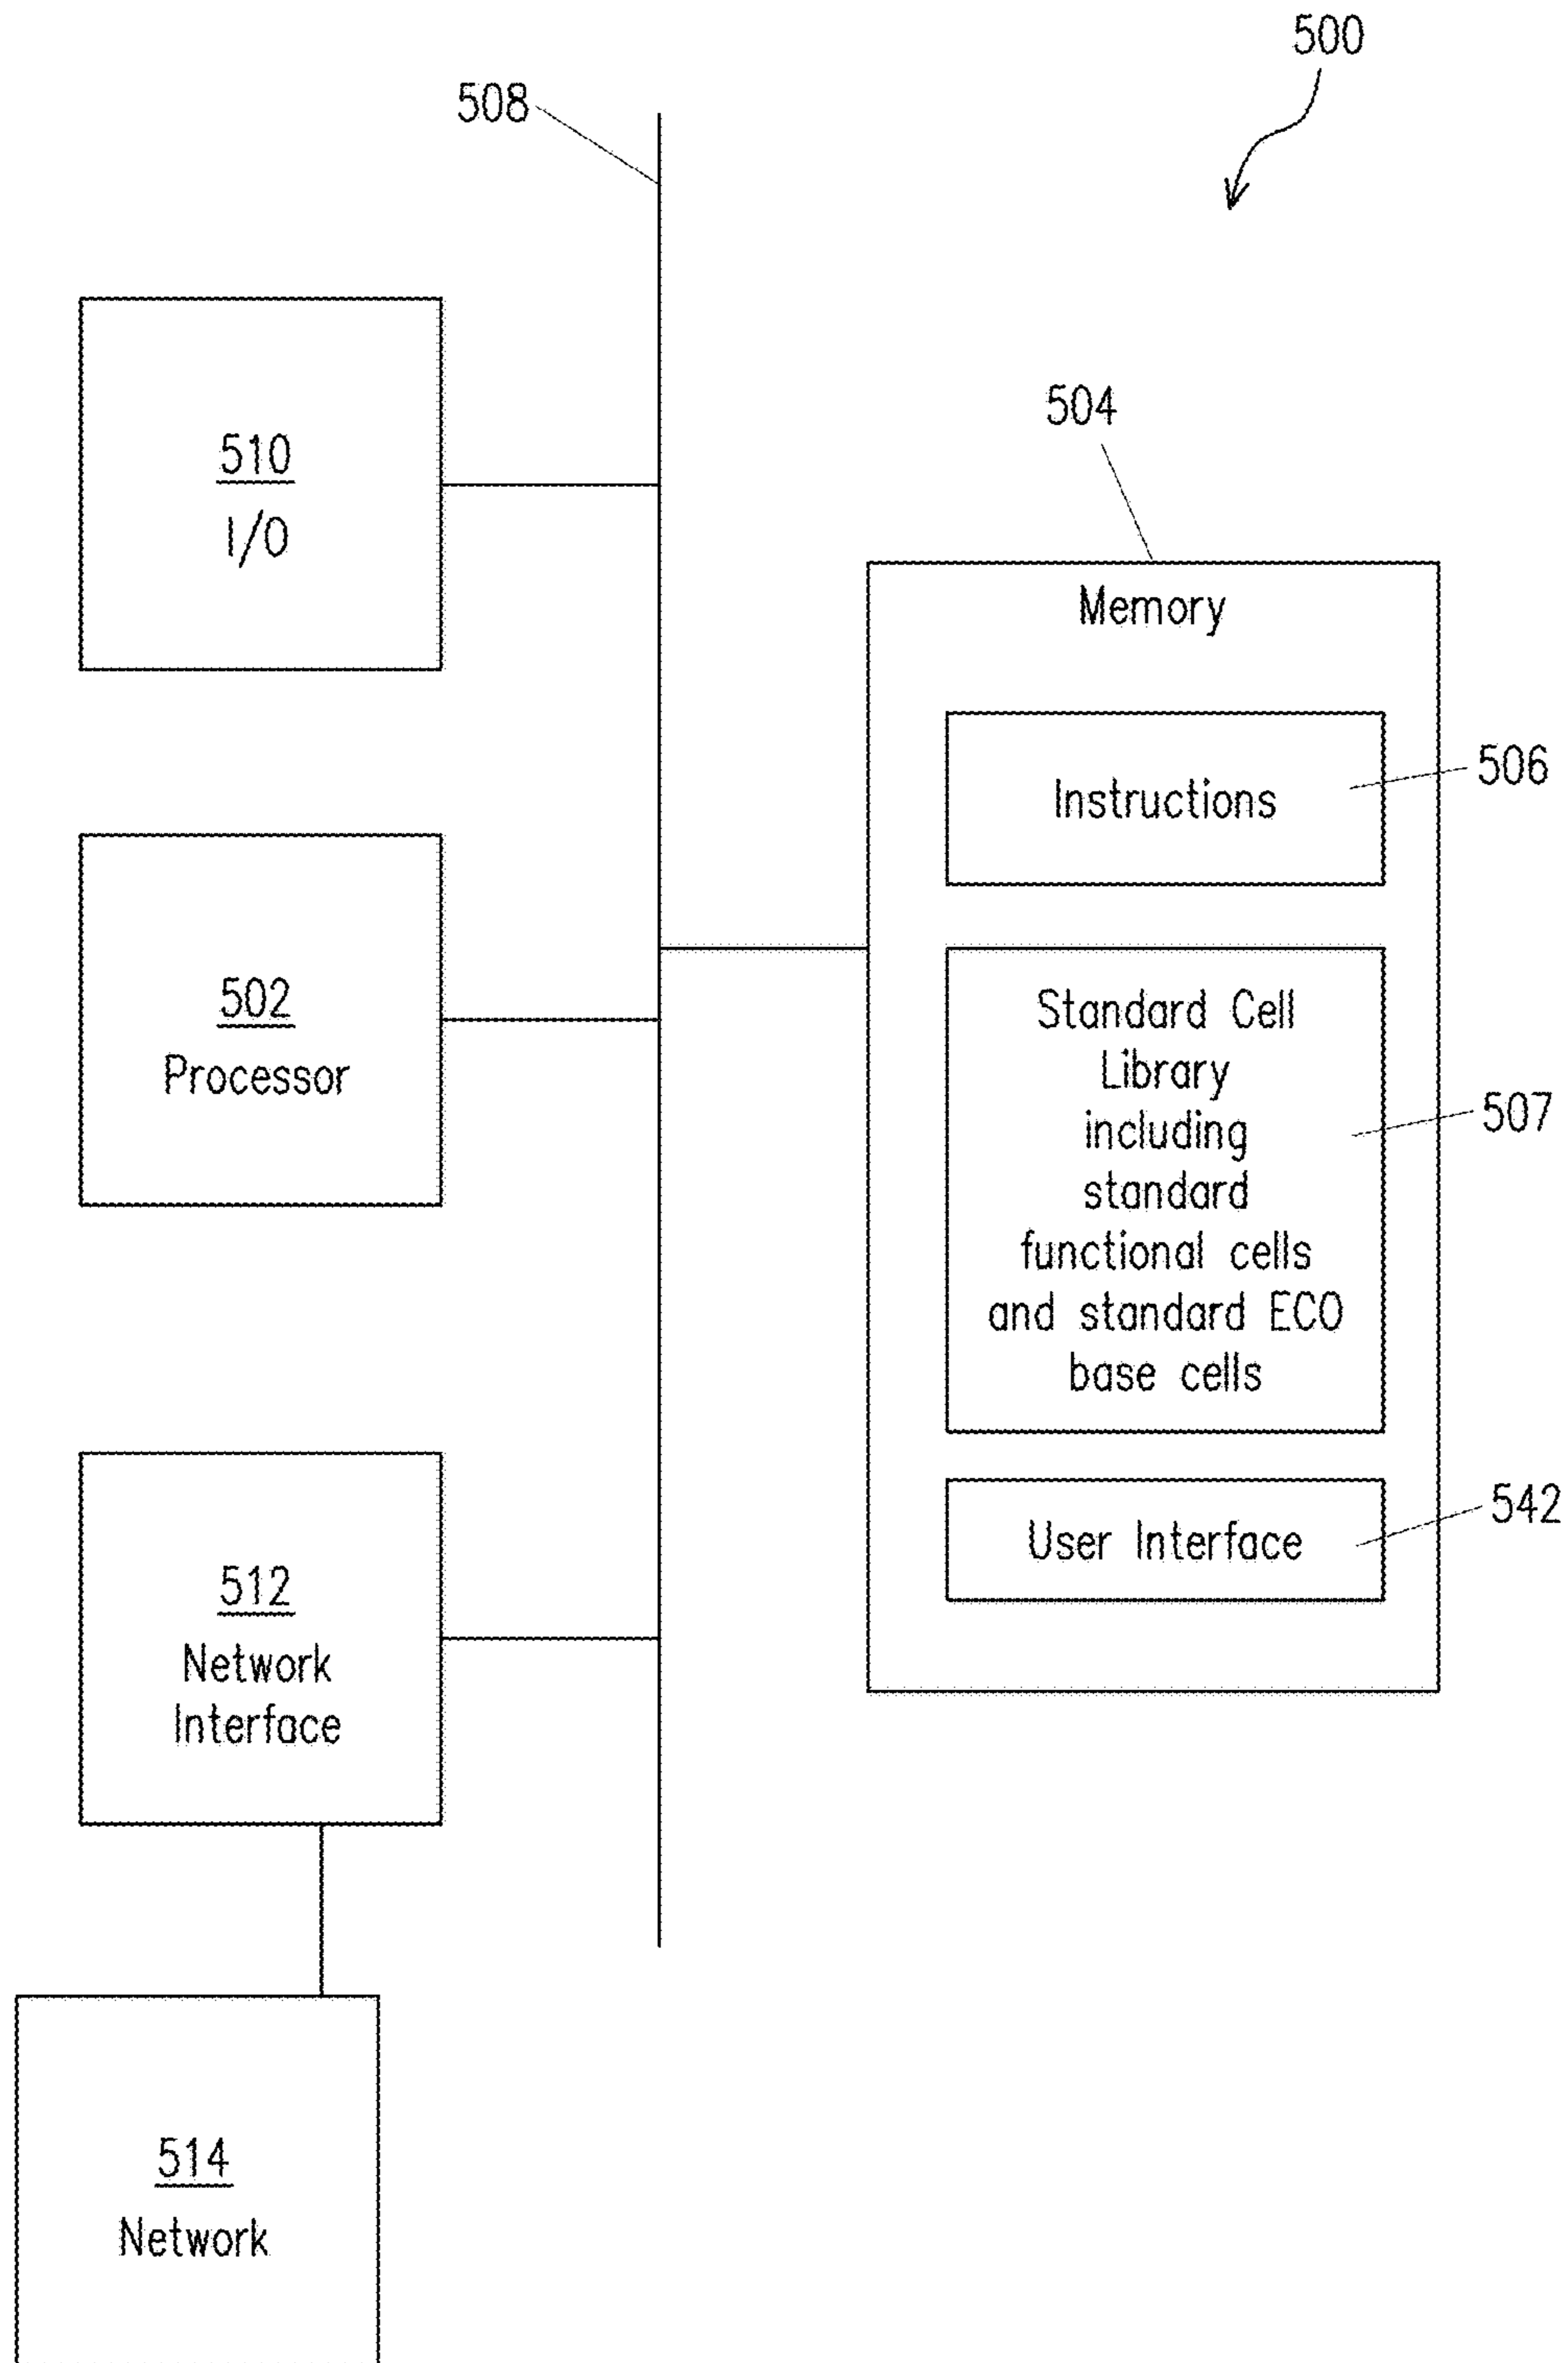 500
508
510
I/O
504
Memory
Instructions
506
502
Processor
Standard Cell
Library
including
standard
functional cells
and standard ECO
base cells
507
512
Network
Interface
User Interface
542
514
Network